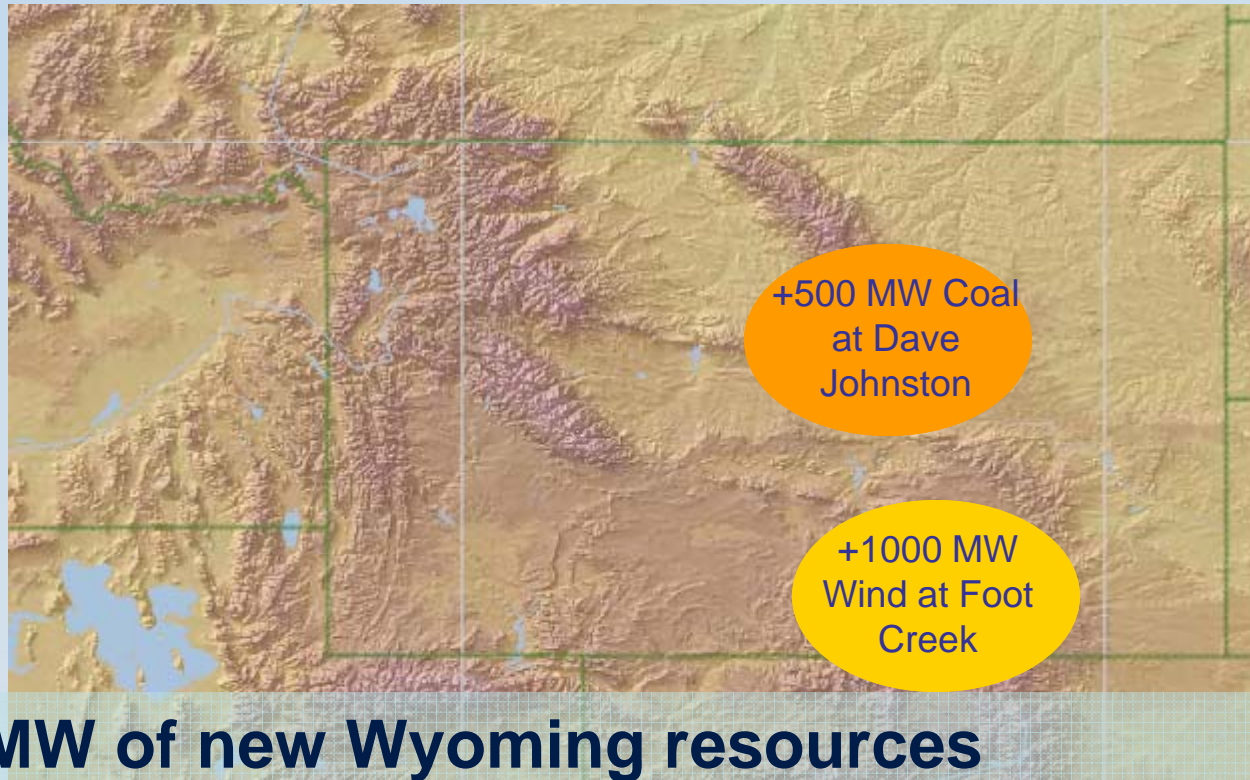 +500 MW Coal
at Dave
Johnston
+1000 MW
Wind at Foot
Creek
MW of new Wyoming resources